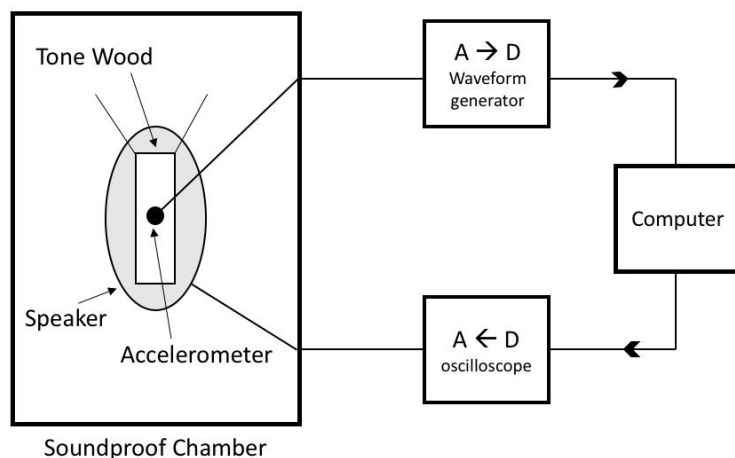 Tone Wood
A → D
Waveform
generator
Computer
Speaker
Accelerometer
A ← D
oscilloscope
Soundproof Chamber